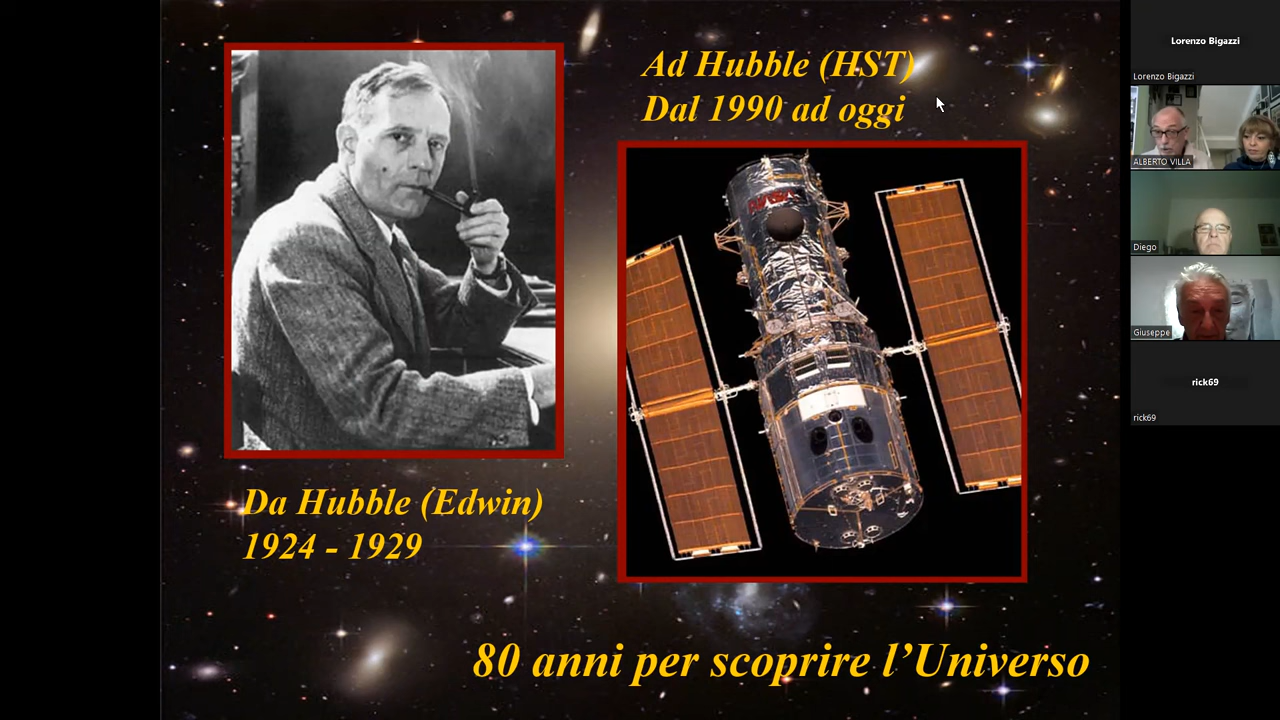 Ad Hubble (HST)
Dal 1990 ad oggi
Da Hubble (Edwin)
1924 - 1929
80 anni per scoprire l’Universo
Lorenzo Bigazzi
Lorenzo Bigazzi
ALBERTO VILLA
Diego
Giuseppe
rick69
rick69